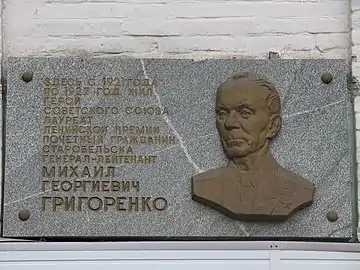 ЗДЕСЬ С 1921 ГОДА
ПО 1927 ГОД ЖИЛ
ГЕРОЙ
СОВЕТСКОГО СОЮЗА
ЛАУРЕАТ
ЛЕНИНСКОЙ ПРЕМИИ
ПОЧЕТНЫЙ ГРАЖДАНИН
СТАРОБЕЛЬСКА
ГЕНЕРАЛ-ЛЕЙТЕНАНТ
МИХАИЛ
ГЕОРГИЕВИЧ
ГРИГОРЕНКО